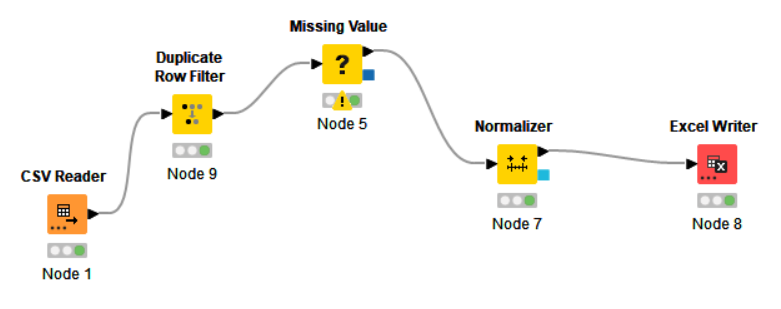 Missing Value
?
!
Node 5
Duplicate
Row Filter
Node 9
Normalizer
Node 7
Excel Writer
Node 8
CSV Reader
Node 1